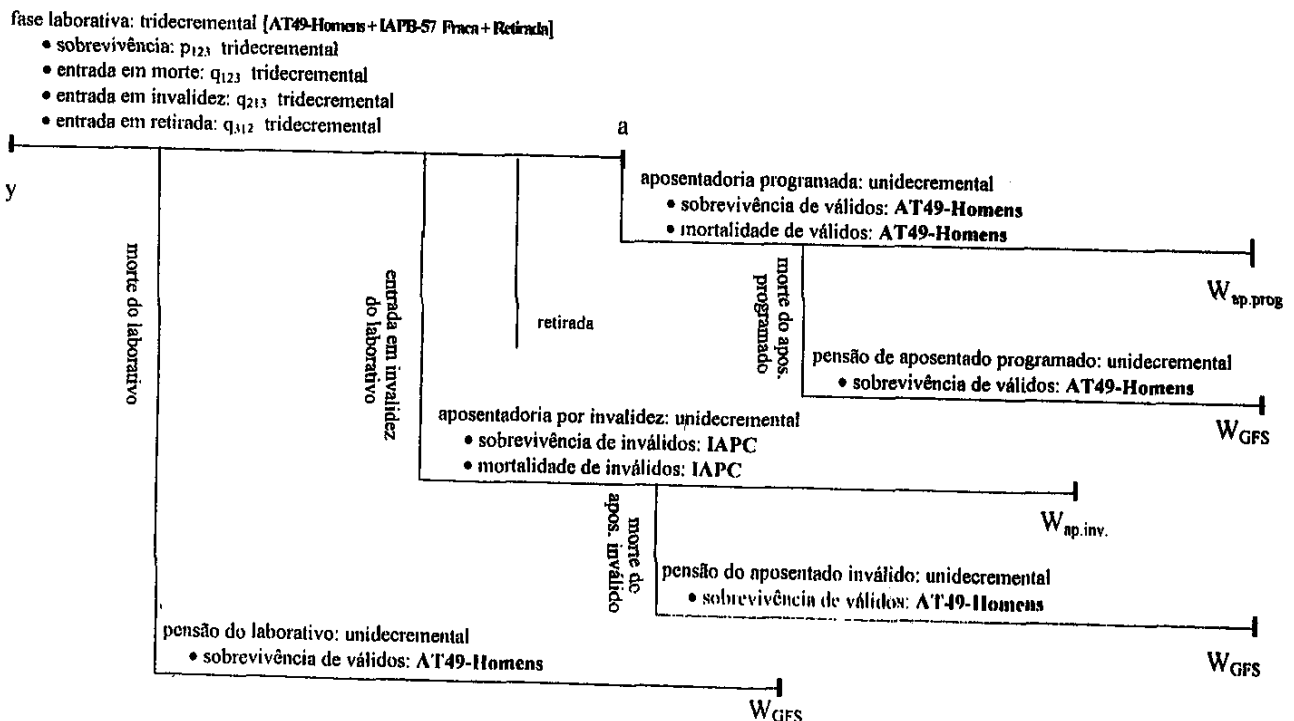 fase laborativa: tridecremental [AT49-Homens + IAPB-57 Fraca + Retirada]
• sobrevivência: p₁₂₃ tridecremental
• entrada em morte: q₁₂₃ tridecremental
• entrada em invalidez: q₂₁₃ tridecremental
• entrada em retirada: q₃₁₂ tridecremental
a
y
aposentadoria programada: unidecremental
• sobrevivência de válidos: AT49-Homens
• mortalidade de válidos: AT49-Homens
morte do laborativo
entrada em invalidez
do laborativo
retirada
morte do apos.
programado
W ap.prog
pensão de aposentado programado: unidecremental
• sobrevivência de válidos: AT49-Homens
W GFS
aposentadoria por invalidez: unidecremental
• sobrevivência de inválidos: IAPC
• mortalidade de inválidos: IAPC
W ap.inv.
morte do
apos. inválido
pensão do aposentado inválido: unidecremental
• sobrevivência de válidos: AT49-Homens
W GFS
pensão do laborativo: unidecremental
• sobrevivência de válidos: AT49-Homens
W GFS